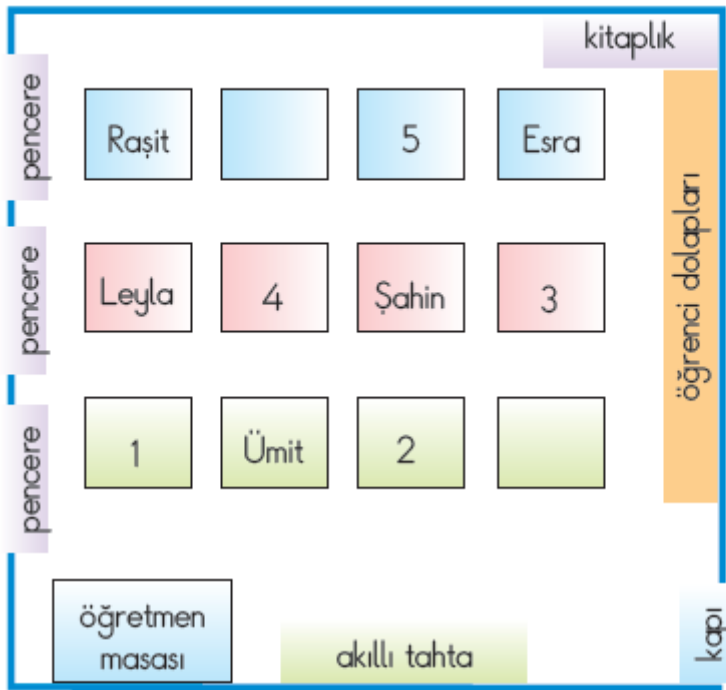 kitaplık
pencere
Raşit
5
Esra
öğrenci dolapları
pencere
Leyla
4
Şahin
3
pencere
1
Ümit
2
öğretmen
masası
akıllı tahta
kapı